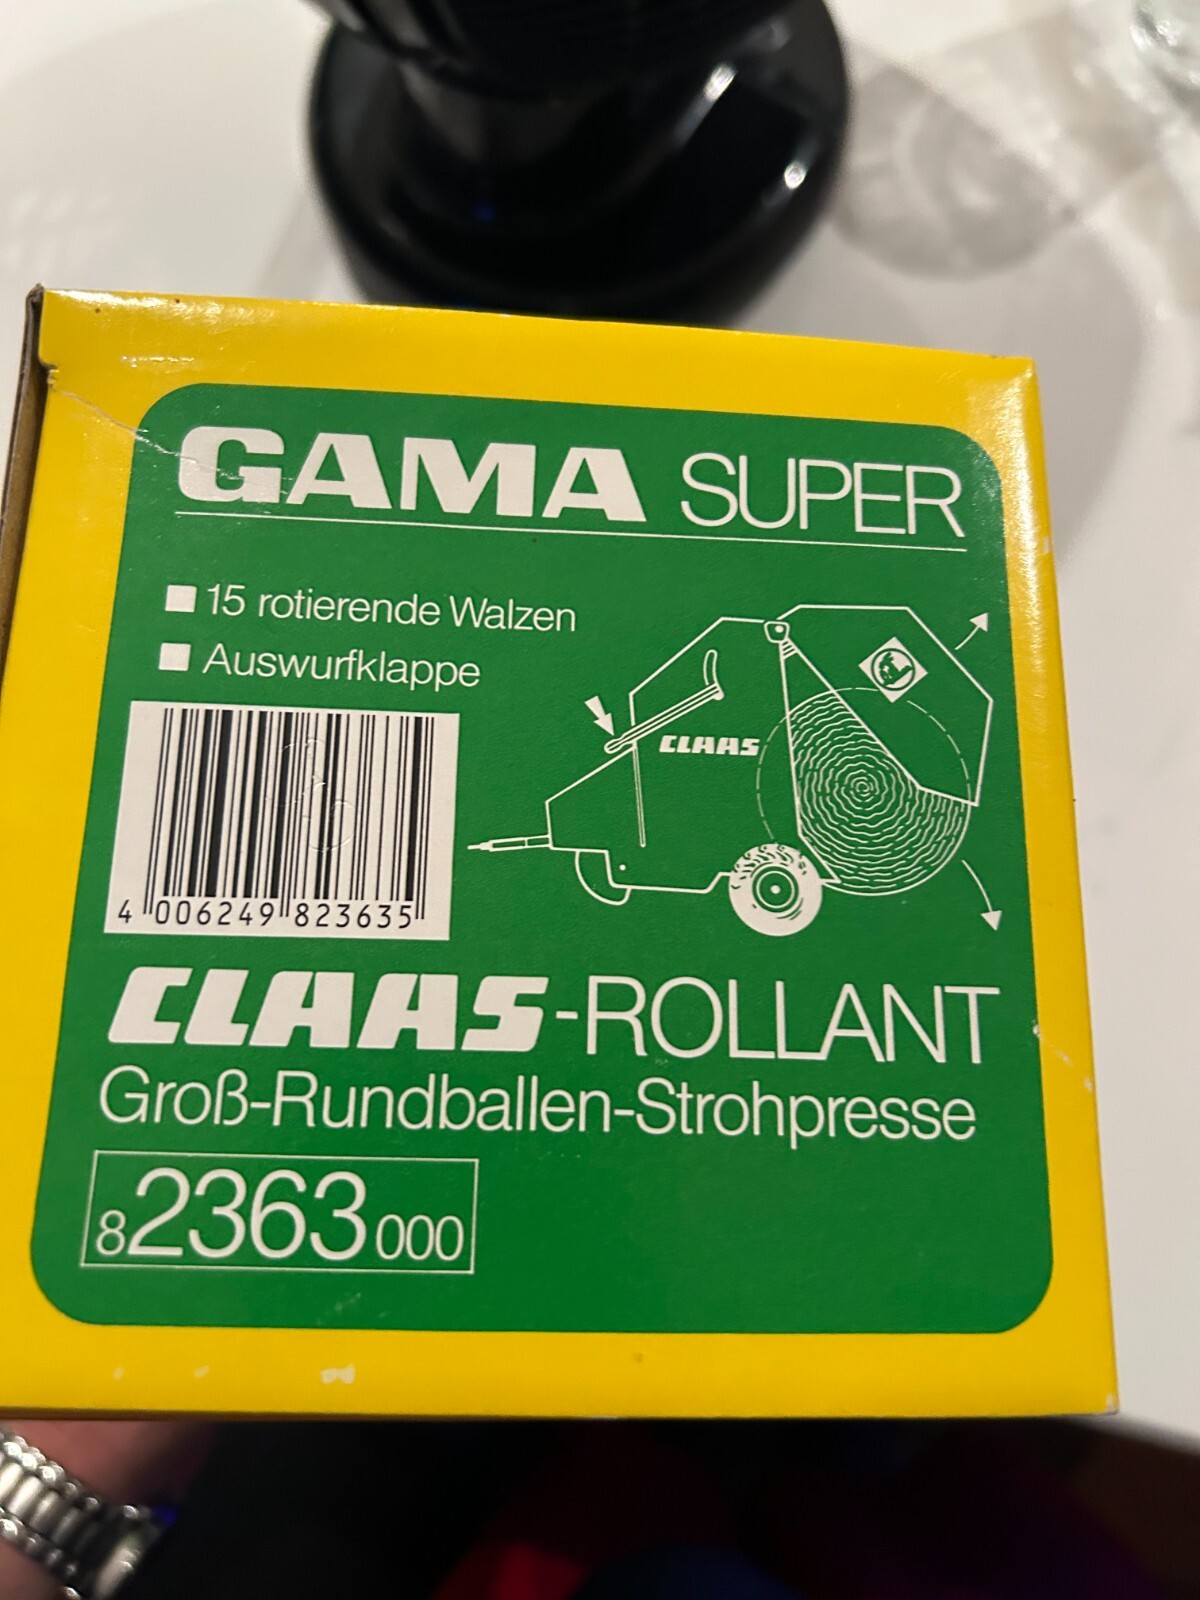 GAMA SUPER
15 rotierende Walzen
Auswurfklappe
CLAAS
4 006249 823635
CLAAS-ROLLANT
Groß-Rundballen-Strohpresse
82363000